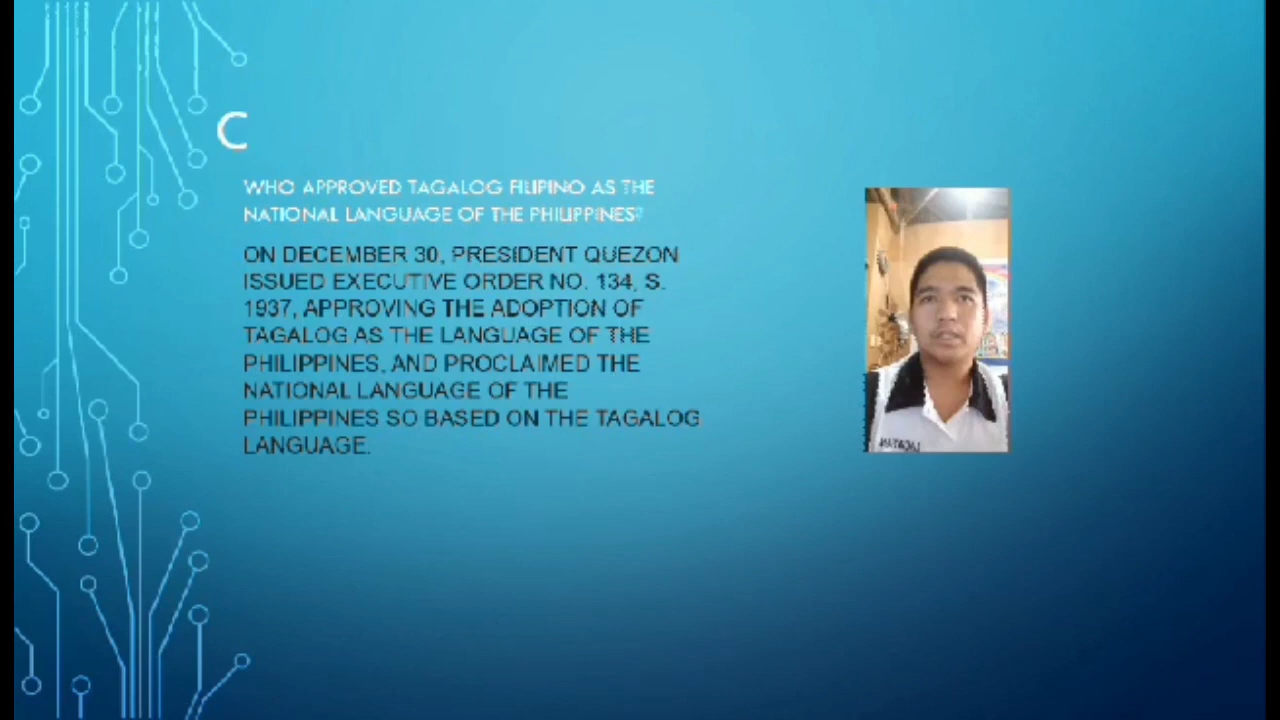 C
WHO APPROVED TAGALOG FILIPINO AS THE
NATIONAL LANGUAGE OF THE PHILIPPINES?
ON DECEMBER 30, PRESIDENT QUEZON
ISSUED EXECUTIVE ORDER NO. 134, S.
1937, APPROVING THE ADOPTION OF
TAGALOG AS THE LANGUAGE OF THE
PHILIPPINES, AND PROCLAIMED THE
NATIONAL LANGUAGE OF THE
PHILIPPINES SO BASED ON THE TAGALOG
LANGUAGE.